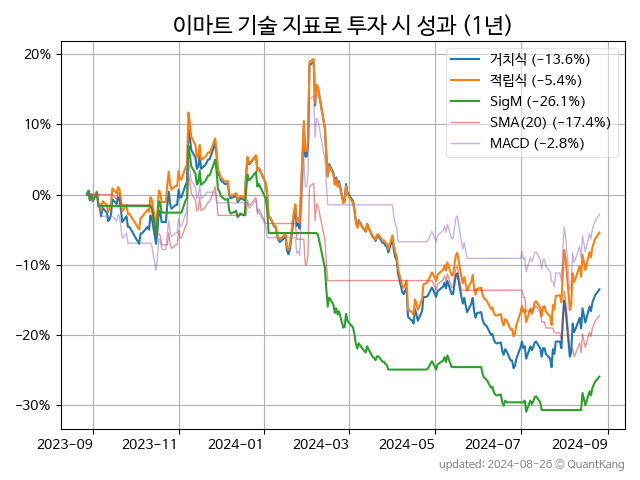 이마트 기술 지표로 투자 시 성과 (1년)
거치식 (−13.6%)
적립식 (−5.4%)
SigM (−26.1%)
SMA(20) (−17.4%)
MACD (−2.8%)
20%
10%
0%
−10%
−20%
−30%
2023-09
2023-11
2024-01
2024-03
2024-05
2024-07
2024-09
updated: 2024-08-26 © QuantKang